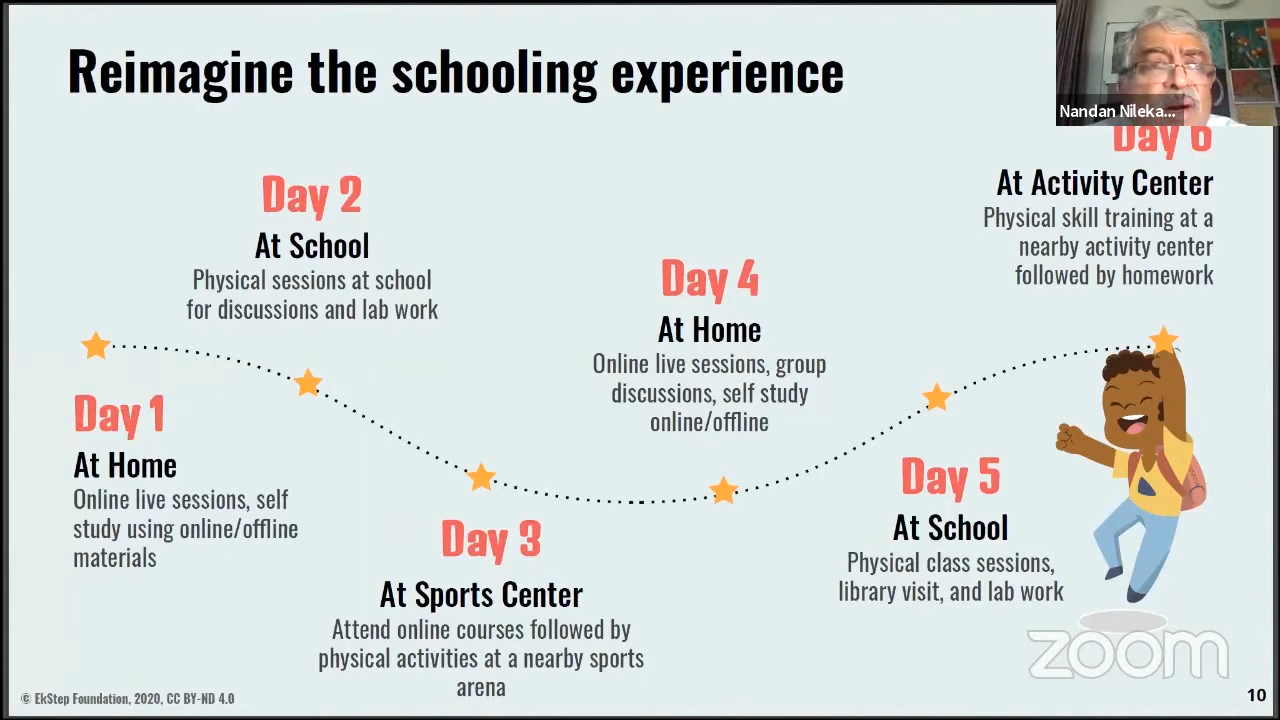 Reimagine the schooling experience
Nandan Nileka...
Day 1
At Home
Online live sessions, self
study using online/offline
materials
Day 2
At School
Physical sessions at school
for discussions and lab work
Day 3
At Sports Center
Attend online courses followed by
physical activities at a nearby sports
arena
Day 4
At Home
Online live sessions, group
discussions, self study
online/offline
Day 5
At School
Physical class sessions,
library visit, and lab work
Day 6
At Activity Center
Physical skill training at a
nearby activity center
followed by homework
zoom
© EkStep Foundation, 2020, CC BY-ND 4.0
10